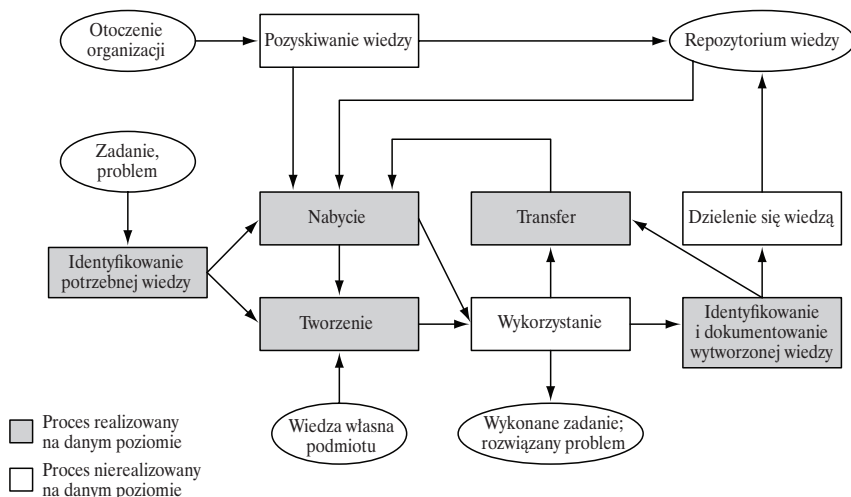 Otoczenie
organizacji
Pozyskiwanie wiedzy
Repozytorium wiedzy
Zadanie,
problem
Nabycie
Transfer
Dzielenie się wiedzą
Identyfikowanie
potrzebnej wiedzy
Tworzenie
Wykorzystanie
Identyfikowanie
i dokumentowanie
wytworzonej wiedzy
Wiedza własna
podmiotu
Wykonane zadanie;
rozwiązany problem
Proces realizowany
na danym poziomie
Proces nierealizowany
na danym poziomie